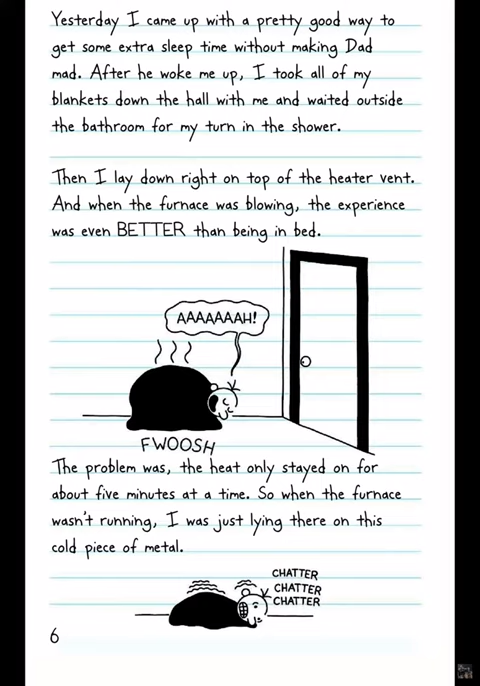 Yesterday I came up with a pretty good way to
get some extra sleep time without making Dad
mad. After he woke me up, I took all of my
blankets down the hall with me and waited outside
the bathroom for my turn in the shower.
Then I lay down right on top of the heater vent.
And when the furnace was blowing, the experience
was even BETTER than being in bed.
AAAAAAAH!
FWOOSH
The problem was, the heat only stayed on for
about five minutes at a time. So when the furnace
wasn't running, I was just lying there on this
cold piece of metal.
CHATTER
CHATTER
CHATTER
6